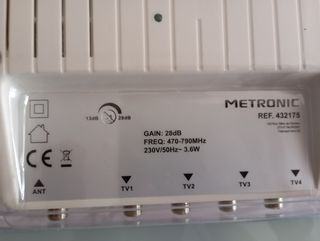 METRONIC
REF. 432175
13dB 28dB
GAIN: 28dB
FREQ: 470-790MHz
230V/50Hz~ 3.6W
CE
ANT TV1 TV2 TV3 TV4